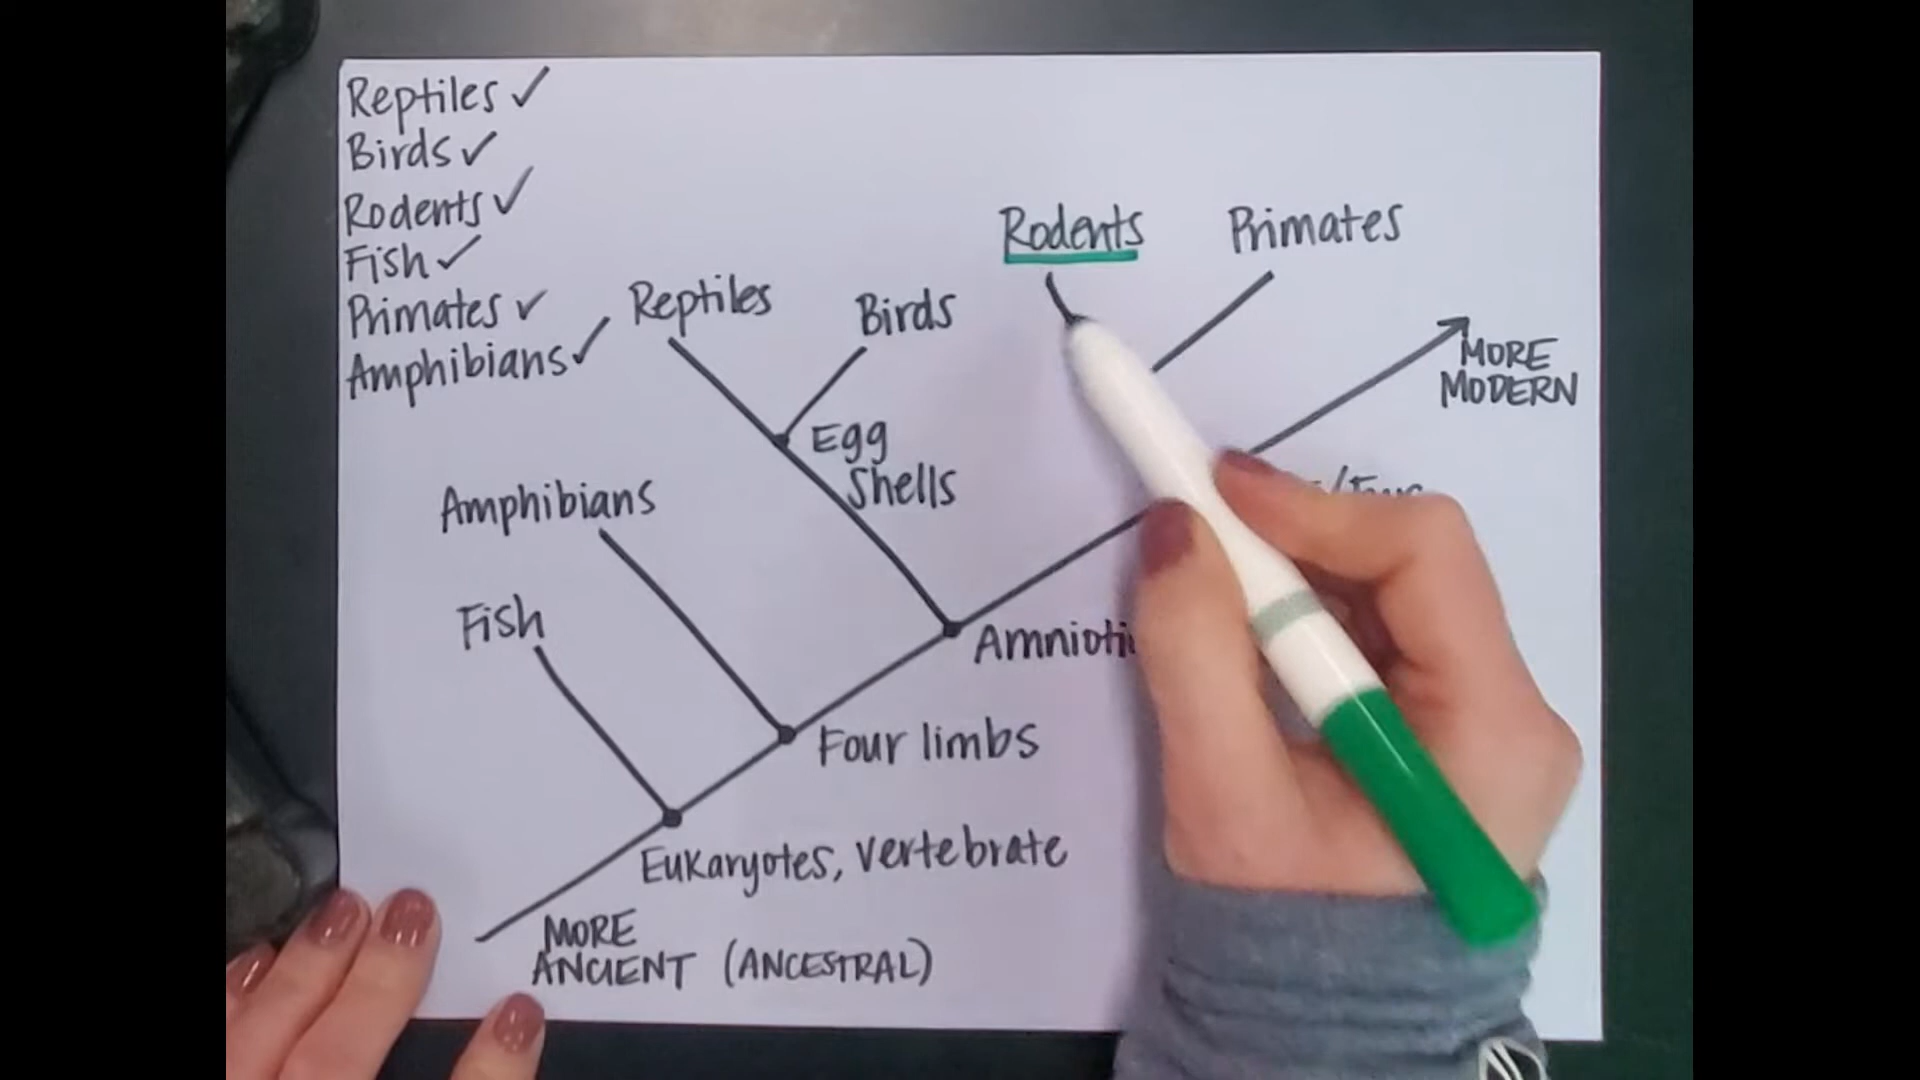 Reptiles ✓
Birds ✓
Rodents ✓
Fish ✓
Primates ✓
Amphibians ✓
Rodents
Primates
Reptiles
Birds
MORE
MODERN
Egg
Shells
Amphibians
Fish
Four limbs
Eukaryotes, vertebrate
MORE
ANCIENT (ANCESTRAL)